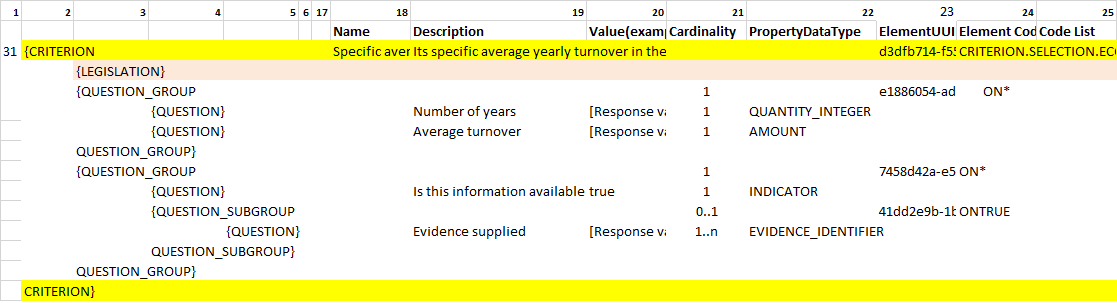 1 2 3 4 5 6 17 18 19 20 21 22 23 24 25
Name Description Value(examp Cardinality PropertyDataType ElementUUI Element Cod Code List
31 {CRITERION Specific aver Its specific average yearly turnover in the d3dfb714-f55 CRITERION.SELECTION.ECO
{LEGISLATION}
{QUESTION_GROUP 1 e1886054-ad ON*
{QUESTION} Number of years [Response va 1 QUANTITY_INTEGER
{QUESTION} Average turnover [Response va 1 AMOUNT
QUESTION_GROUP}
{QUESTION_GROUP 1 7458d42a-e5 ON*
{QUESTION} Is this information available true 1 INDICATOR
{QUESTION_SUBGROUP 0..1 41dd2e9b-1b ONTRUE
{QUESTION} Evidence supplied [Response va 1..n EVIDENCE_IDENTIFIER
QUESTION_SUBGROUP}
QUESTION_GROUP}
CRITERION}